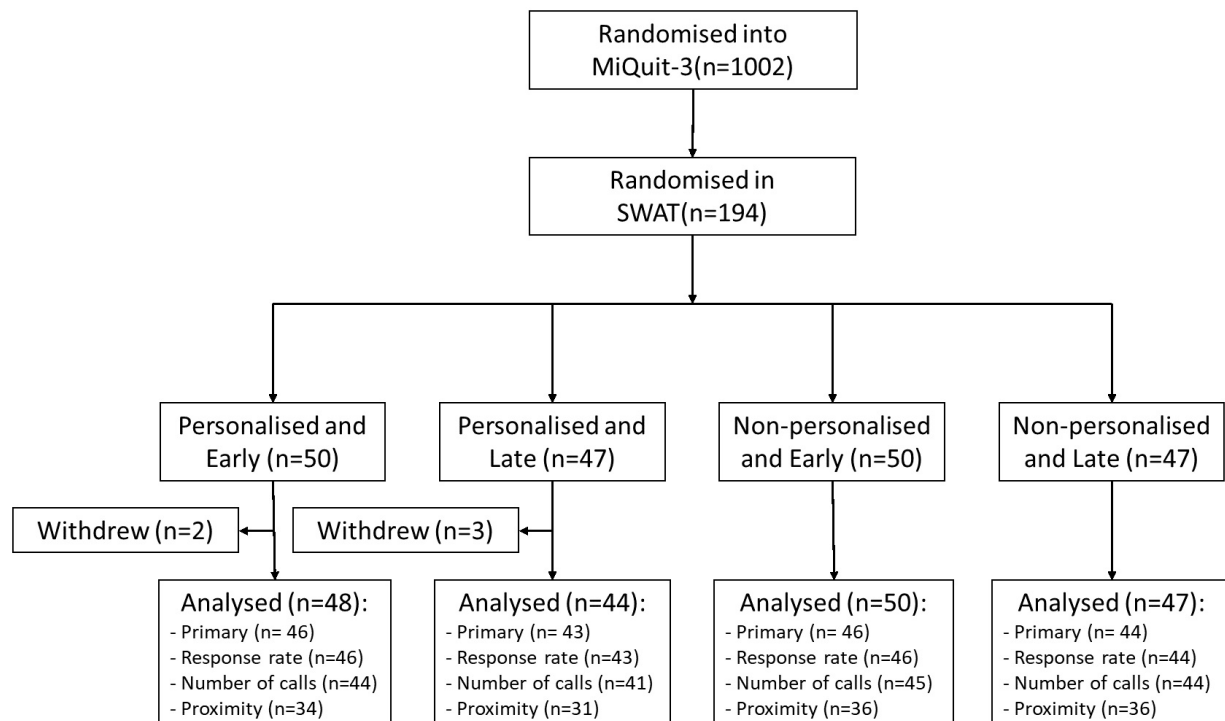 Randomised into
MiQuit-3(n=1002)
Randomised in
SWAT(n=194)
Personalised and
Early (n=50)
Personalised and
Late (n=47)
Non-personalised
and Early (n=50)
Non-personalised
and Late (n=47)
Withdrew (n=2)
Withdrew (n=3)
Analysed (n=48):
- Primary (n= 46)
- Response rate (n=46)
- Number of calls (n=44)
- Proximity (n=34)
Analysed (n=44):
- Primary (n= 43)
- Response rate (n=43)
- Number of calls (n=41)
- Proximity (n=31)
Analysed (n=50):
- Primary (n= 46)
- Response rate (n=46)
- Number of calls (n=45)
- Proximity (n=36)
Analysed (n=47):
- Primary (n= 44)
- Response rate (n=44)
- Number of calls (n=44)
- Proximity (n=36)